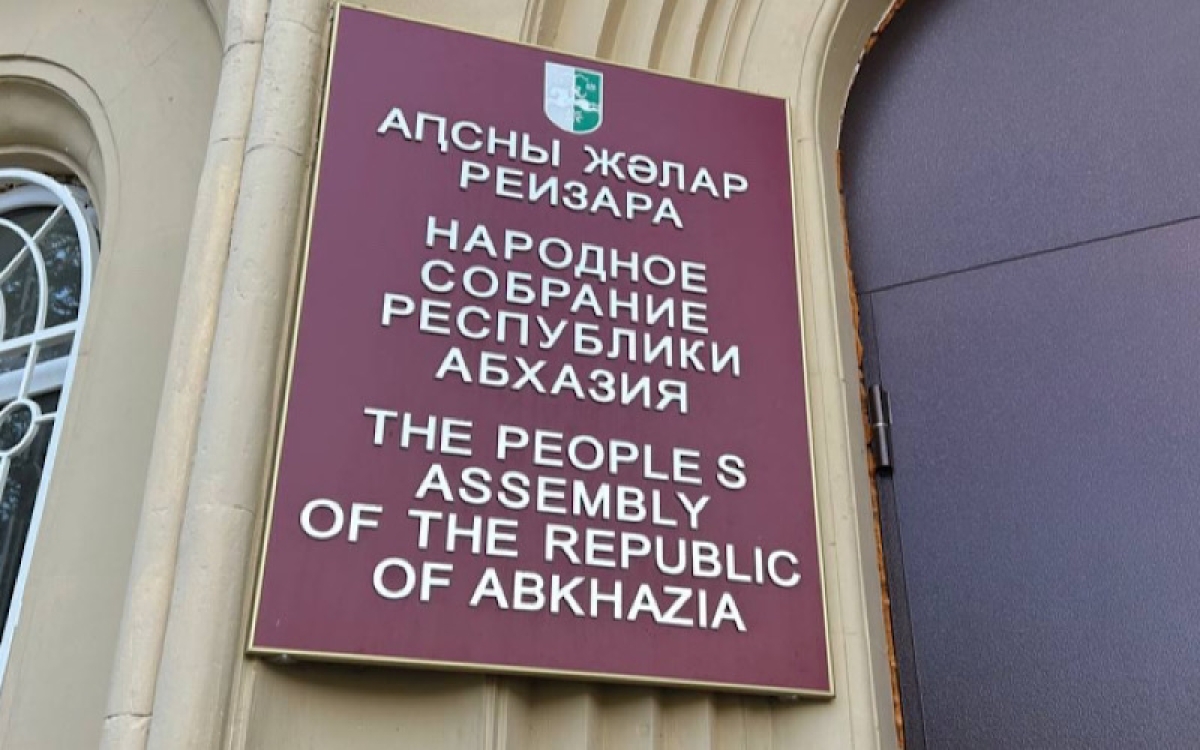 АԤСНЫ ЖӘЛАР
РЕИЗАРА
НАРОДНОЕ
СОБРАНИЕ
РЕСПУБЛИКИ
АБХАЗИЯ
THE PEOPLE S
ASSEMBLY
OF THE REPUBLIC
OF ABKHAZIA